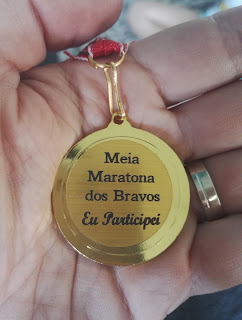 Meia
Maratona
dos Bravos
Eu Participei